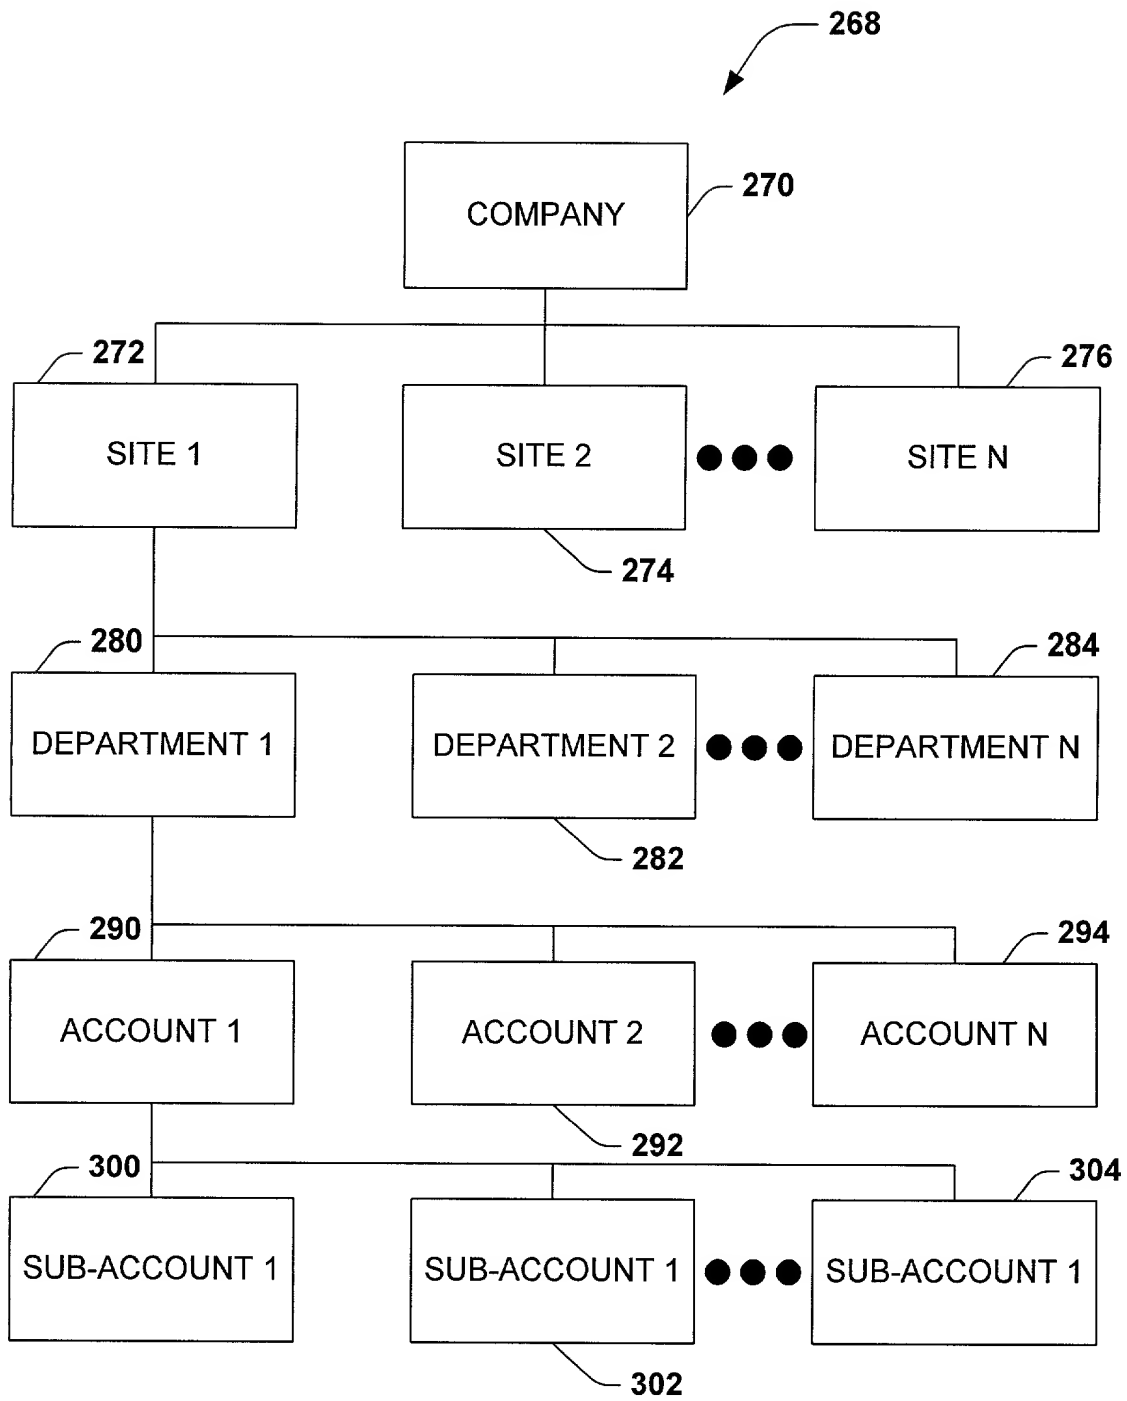 268
COMPANY
270
272
276
SITE 1
SITE 2
SITE N
274
280
284
DEPARTMENT 1
DEPARTMENT 2
DEPARTMENT N
282
290
294
ACCOUNT 1
ACCOUNT 2
ACCOUNT N
292
300
304
SUB-ACCOUNT 1
SUB-ACCOUNT 1
SUB-ACCOUNT 1
302